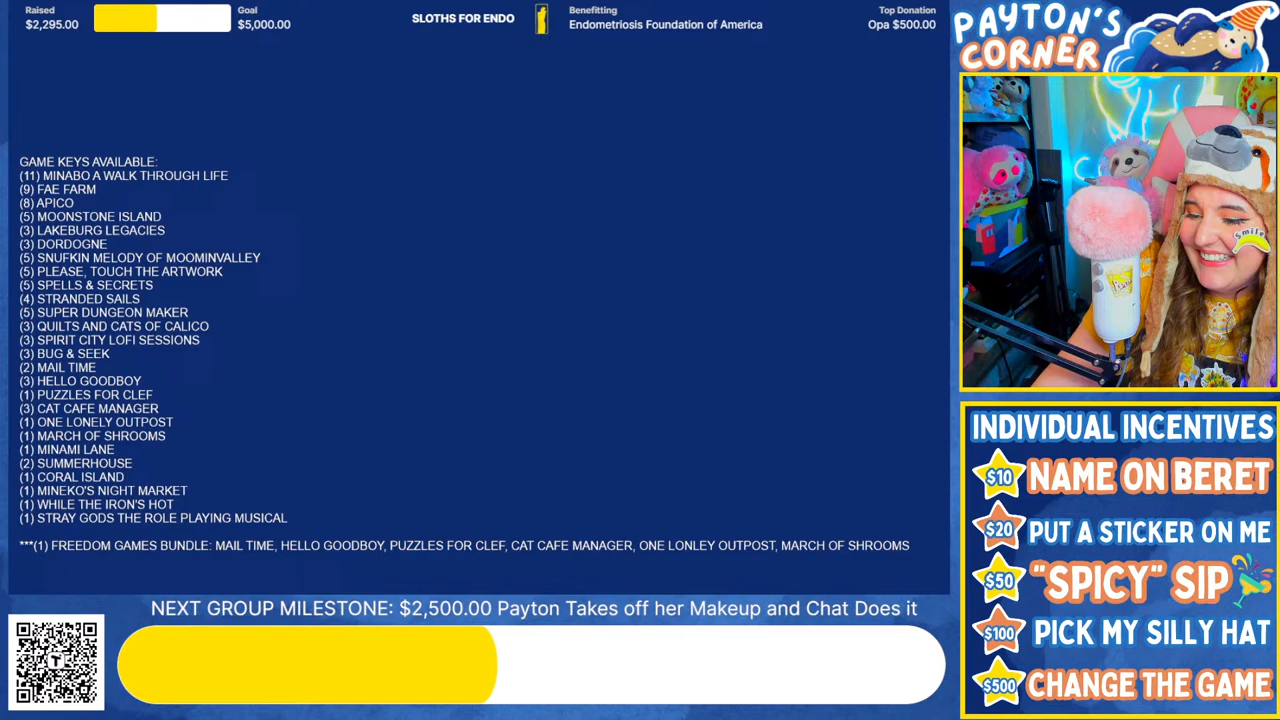 Raised
$2,295.00
Goal
$5,000.00
SLOTHS FOR ENDO
Benefitting
Endometriosis Foundation of America
Top Donation
Opa $500.00
PAYTON'S
CORNER
GAME KEYS AVAILABLE:
(11) MINABO A WALK THROUGH LIFE
(9) FAE FARM
(8) APICO
(5) MOONSTONE ISLAND
(3) LAKEBURG LEGACIES
(3) DORDOGNE
(5) SNUFKIN MELODY OF MOOMINVALLEY
(5) PLEASE, TOUCH THE ARTWORK
(5) SPELLS & SECRETS
(4) STRANDED SAILS
(5) SUPER DUNGEON MAKER
(3) QUILTS AND CATS OF CALICO
(3) SPIRIT CITY LOFI SESSIONS
(3) BUG & SEEK
(2) MAIL TIME
(3) HELLO GOODBOY
(1) PUZZLES FOR CLEF
(3) CAT CAFE MANAGER
(1) ONE LONELY OUTPOST
(1) MARCH OF SHROOMS
(1) MINAMI LANE
(2) SUMMERHOUSE
(1) CORAL ISLAND
(1) MINEKO'S NIGHT MARKET
(1) WHILE THE IRON'S HOT
(1) STRAY GODS THE ROLE PLAYING MUSICAL
***(1) FREEDOM GAMES BUNDLE: MAIL TIME, HELLO GOODBOY, PUZZLES FOR CLEF, CAT CAFE MANAGER, ONE LONLEY OUTPOST, MARCH OF SHROOMS
NEXT GROUP MILESTONE: $2,500.00 Payton Takes off her Makeup and Chat Does it
Smile
INDIVIDUAL INCENTIVES
$10 NAME ON BERET
$20 PUT A STICKER ON ME
$50 "SPICY" SIP
$100 PICK MY SILLY HAT
$500 CHANGE THE GAME